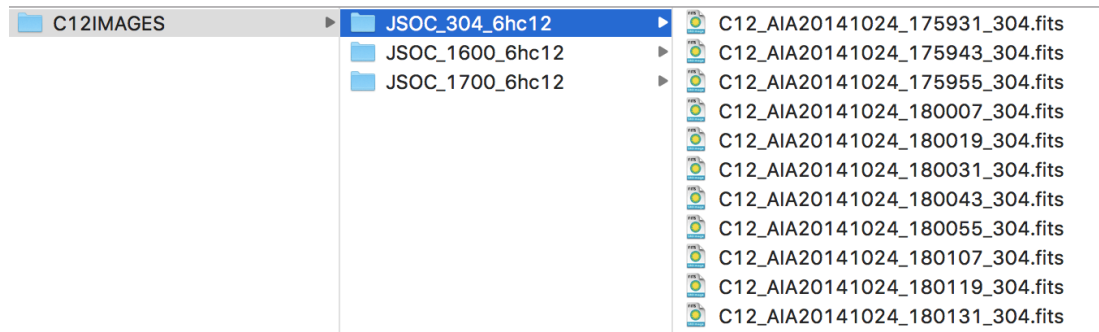 C12IMAGES
JSOC_304_6hc12
JSOC_1600_6hc12
JSOC_1700_6hc12
C12_AIA20141024_175931_304.fits
C12_AIA20141024_175943_304.fits
C12_AIA20141024_175955_304.fits
C12_AIA20141024_180007_304.fits
C12_AIA20141024_180019_304.fits
C12_AIA20141024_180031_304.fits
C12_AIA20141024_180043_304.fits
C12_AIA20141024_180055_304.fits
C12_AIA20141024_180107_304.fits
C12_AIA20141024_180119_304.fits
C12_AIA20141024_180131_304.fits